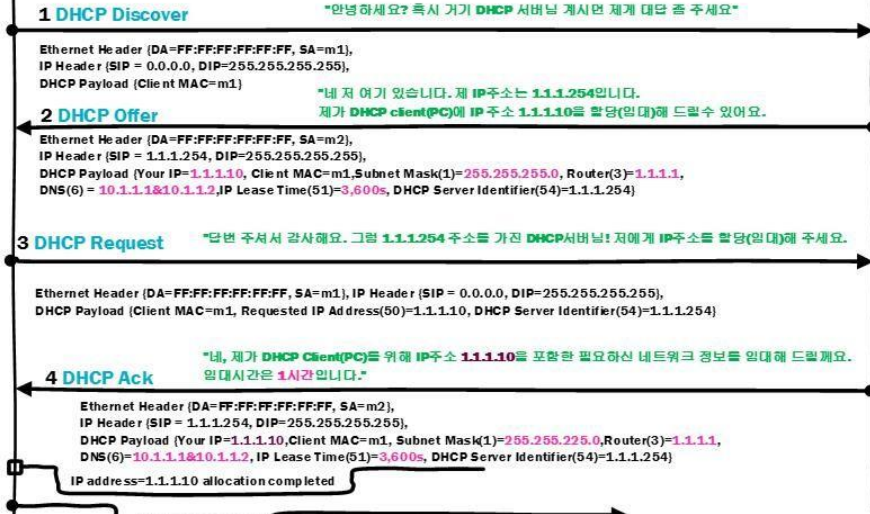 1 DHCP Discover
"안녕하세요? 혹시 거기 DHCP 서버님 계시면 제게 대답 좀 주세요"
Ethernet Header {DA=FF:FF:FF:FF:FF:FF, SA=m1},
IP Header {SIP = 0.0.0.0, DIP=255.255.255.255},
DHCP Payload {Client MAC=m1}
"네 저 여기 있습니다. 제 IP주소는 1.1.1.254입니다.
제가 DHCP client(PC)에 IP 주소 1.1.1.10을 할당(임대)해 드릴수 있어요.
2 DHCP Offer
Ethernet Header {DA=FF:FF:FF:FF:FF:FF, SA=m2},
IP Header {SIP = 1.1.1.254, DIP=255.255.255.255},
DHCP Payload {Your IP=1.1.1.10, Client MAC=m1,Subnet Mask(1)=255.255.255.0, Router(3)=1.1.1.1,
DNS(6) = 10.1.1.1&10.1.1.2,IP Lease Time(51)=3,600s, DHCP Server Identifier(54)=1.1.1.254}
3 DHCP Request
"답변 주셔서 감사해요. 그럼 1.1.1.254 주소를 가진 DHCP서버님! 저에게 IP주소를 할당(임대)해 주세요.
Ethernet Header {DA=FF:FF:FF:FF:FF:FF, SA=m1}, IP Header {SIP = 0.0.0.0, DIP=255.255.255.255},
DHCP Payload {Client MAC=m1, Requested IP Address(50)=1.1.1.10, DHCP Server Identifier(54)=1.1.1.254}
"네, 제가 DHCP Client(PC)를 위해 IP주소 1.1.1.10을 포함한 필요하신 네트워크 정보를 임대해 드릴께요.
임대시간은 1시간입니다."
4 DHCP Ack
Ethernet Header {DA=FF:FF:FF:FF:FF:FF, SA=m2},
IP Header {SIP = 1.1.1.254, DIP=255.255.255.255},
DHCP Payload {Your IP=1.1.1.10,Client MAC=m1, Subnet Mask(1)=255.255.225.0,Router(3)=1.1.1.1,
DNS(6)=10.1.1.1&10.1.1.2, IP Lease Time(51)=3,600s, DHCP Server Identifier(54)=1.1.1.254}
IP address=1.1.1.10 allocation completed